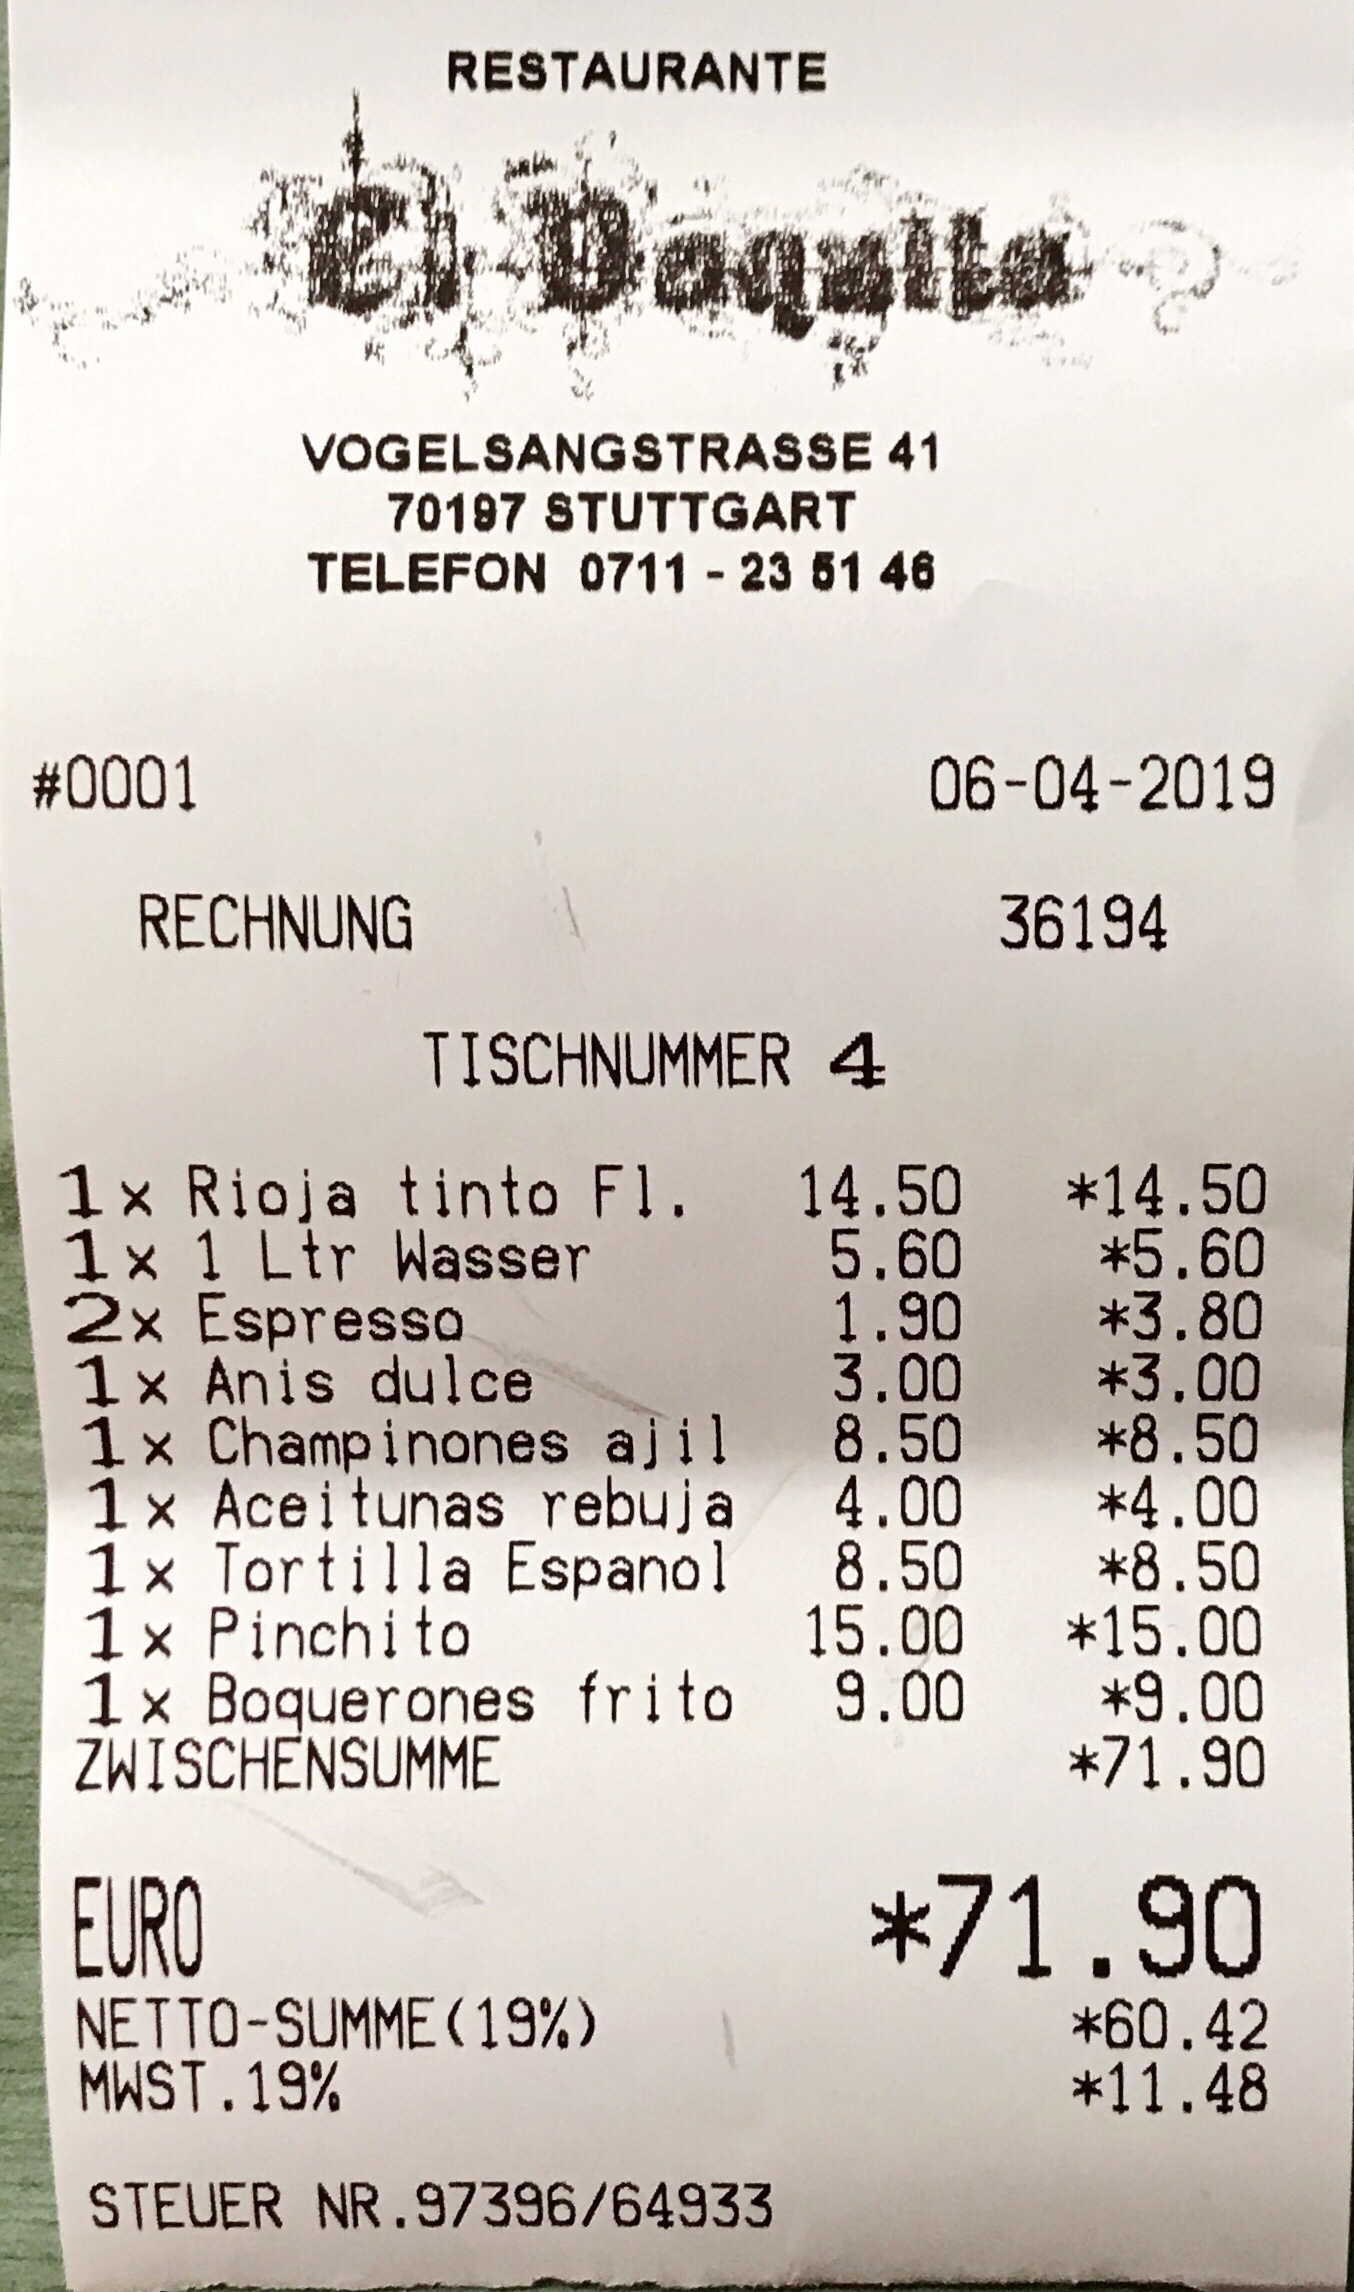 RESTAURANTE
El
VOGELSANGSTRASSE 41
70197 STUTTGART
TELEFON 0711 - 23 51 46
#0001 06-04-2019
RECHNUNG 36194
TISCHNUMMER 4
1x Rioja tinto Fl. 14.50 *14.50
1x 1 Ltr Wasser 5.60 *5.60
2x Espresso 1.90 *3.80
1x Anis dulce 3.00 *3.00
1x Champinones ajil 8.50 *8.50
1x Aceitunas rebuja 4.00 *4.00
1x Tortilla Espanol 8.50 *8.50
1x Pinchito 15.00 *15.00
1x Boquerones frito 9.00 *9.00
ZWISCHENSUMME *71.90
EURO *71.90
NETTO-SUMME(19%) *60.42
MWST.19% *11.48
STEUER NR.97396/64933